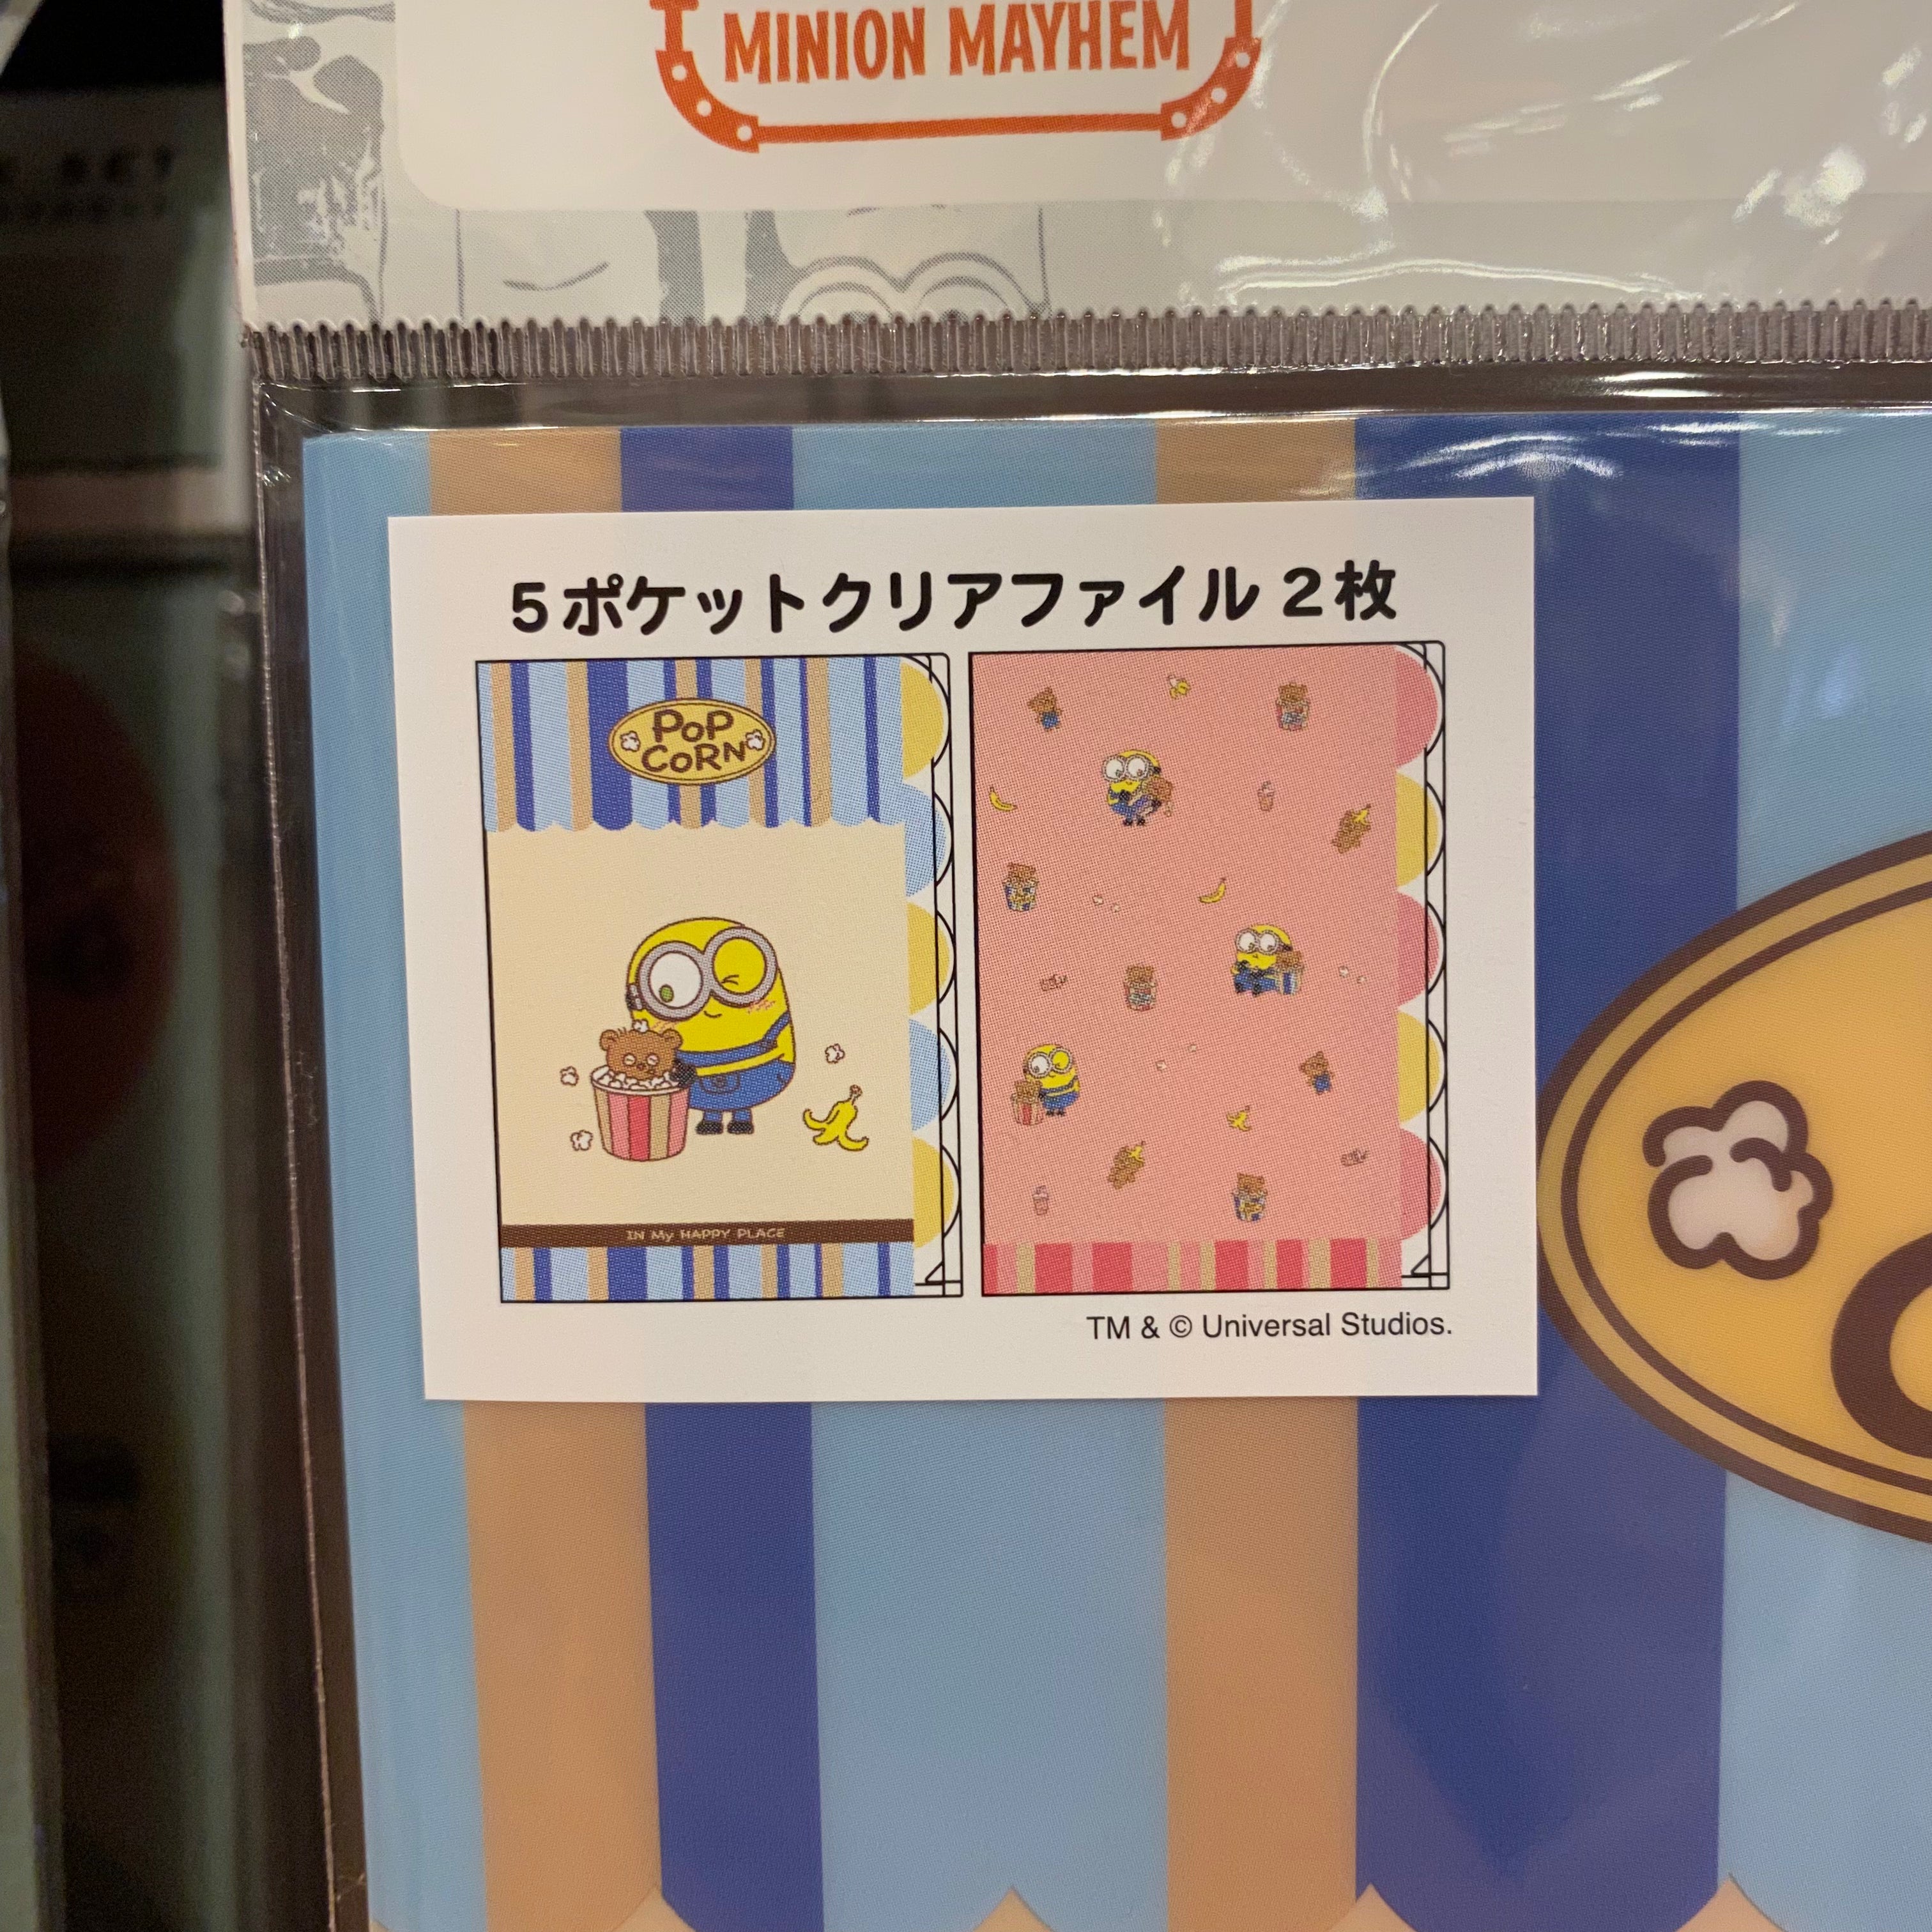 MINION MAYHEM
5ポケットクリアファイル 2枚
POP
CORN
IN My HAPPY PLACE
TM & © Universal Studios.